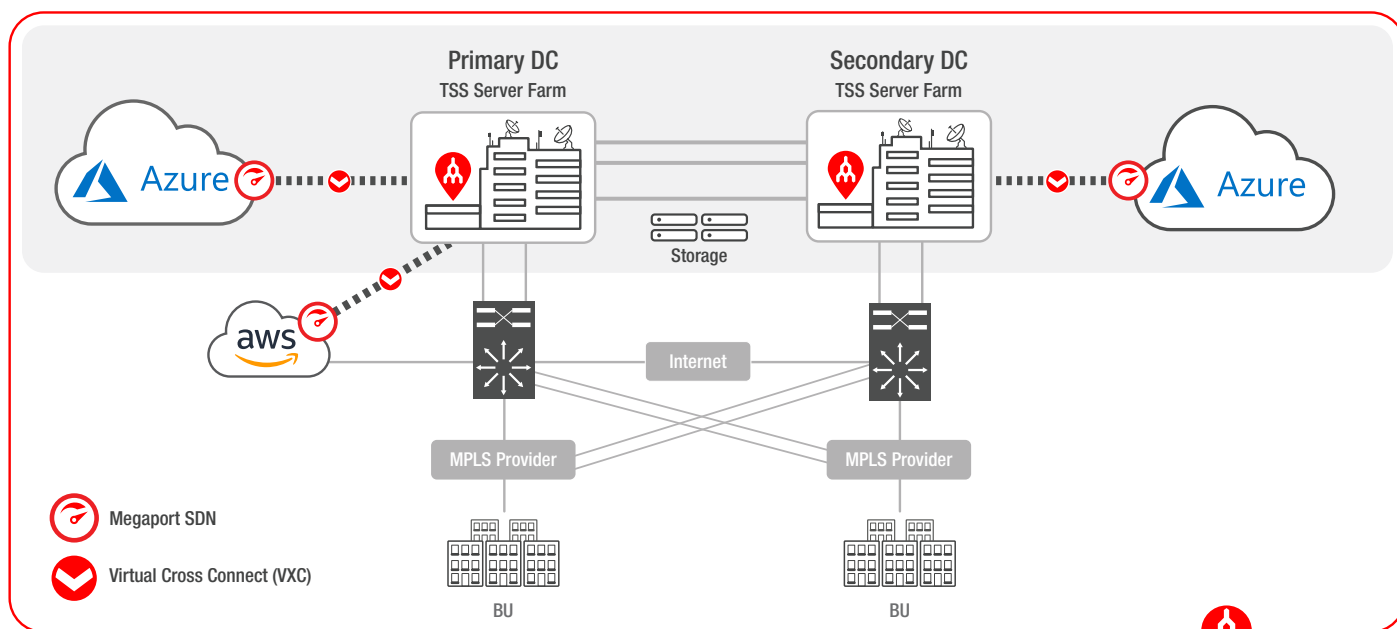 Primary DC
TSS Server Farm
Secondary DC
TSS Server Farm
Azure
Azure
Storage
aws
Internet
MPLS Provider
MPLS Provider
Megaport SDN
Virtual Cross Connect (VXC)
BU
BU